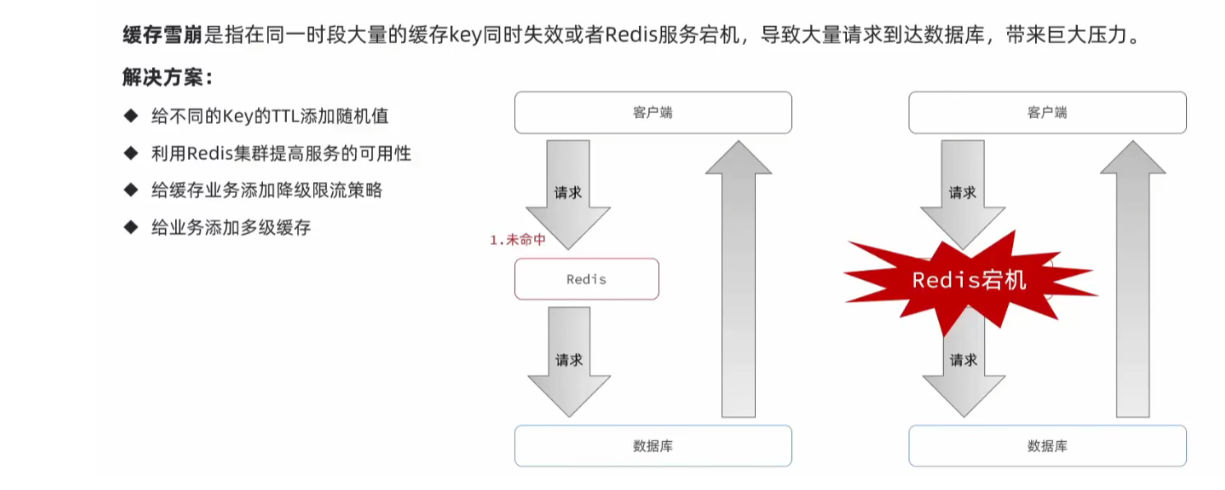 缓存雪崩是指在同一时段大量的缓存key同时失效或者Redis服务宕机，导致大量请求到达数据库，带来巨大压力。
解决方案：
◆ 给不同的Key的TTL添加随机值
◆ 利用Redis集群提高服务的可用性
◆ 给缓存业务添加降级限流策略
◆ 给业务添加多级缓存
客户端
请求
1.未命中
Redis
请求
数据库
客户端
请求
Redis宕机
请求
数据库